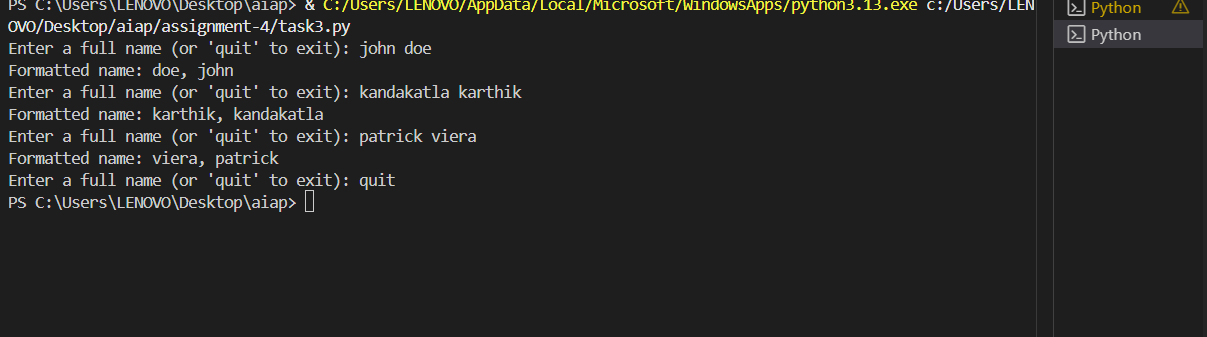 PS C:\Users\LENOVO\Desktop\aiap> & C:/Users/LENOVO/AppData/Local/Microsoft/WindowsApps/python3.13.exe c:/Users/LEN
OVO/Desktop/aiap/assignment-4/task3.py
Enter a full name (or 'quit' to exit): john doe
Formatted name: doe, john
Enter a full name (or 'quit' to exit): kandakatla karthik
Formatted name: karthik, kandakatla
Enter a full name (or 'quit' to exit): patrick viera
Formatted name: viera, patrick
Enter a full name (or 'quit' to exit): quit
PS C:\Users\LENOVO\Desktop\aiap>
Python
Python